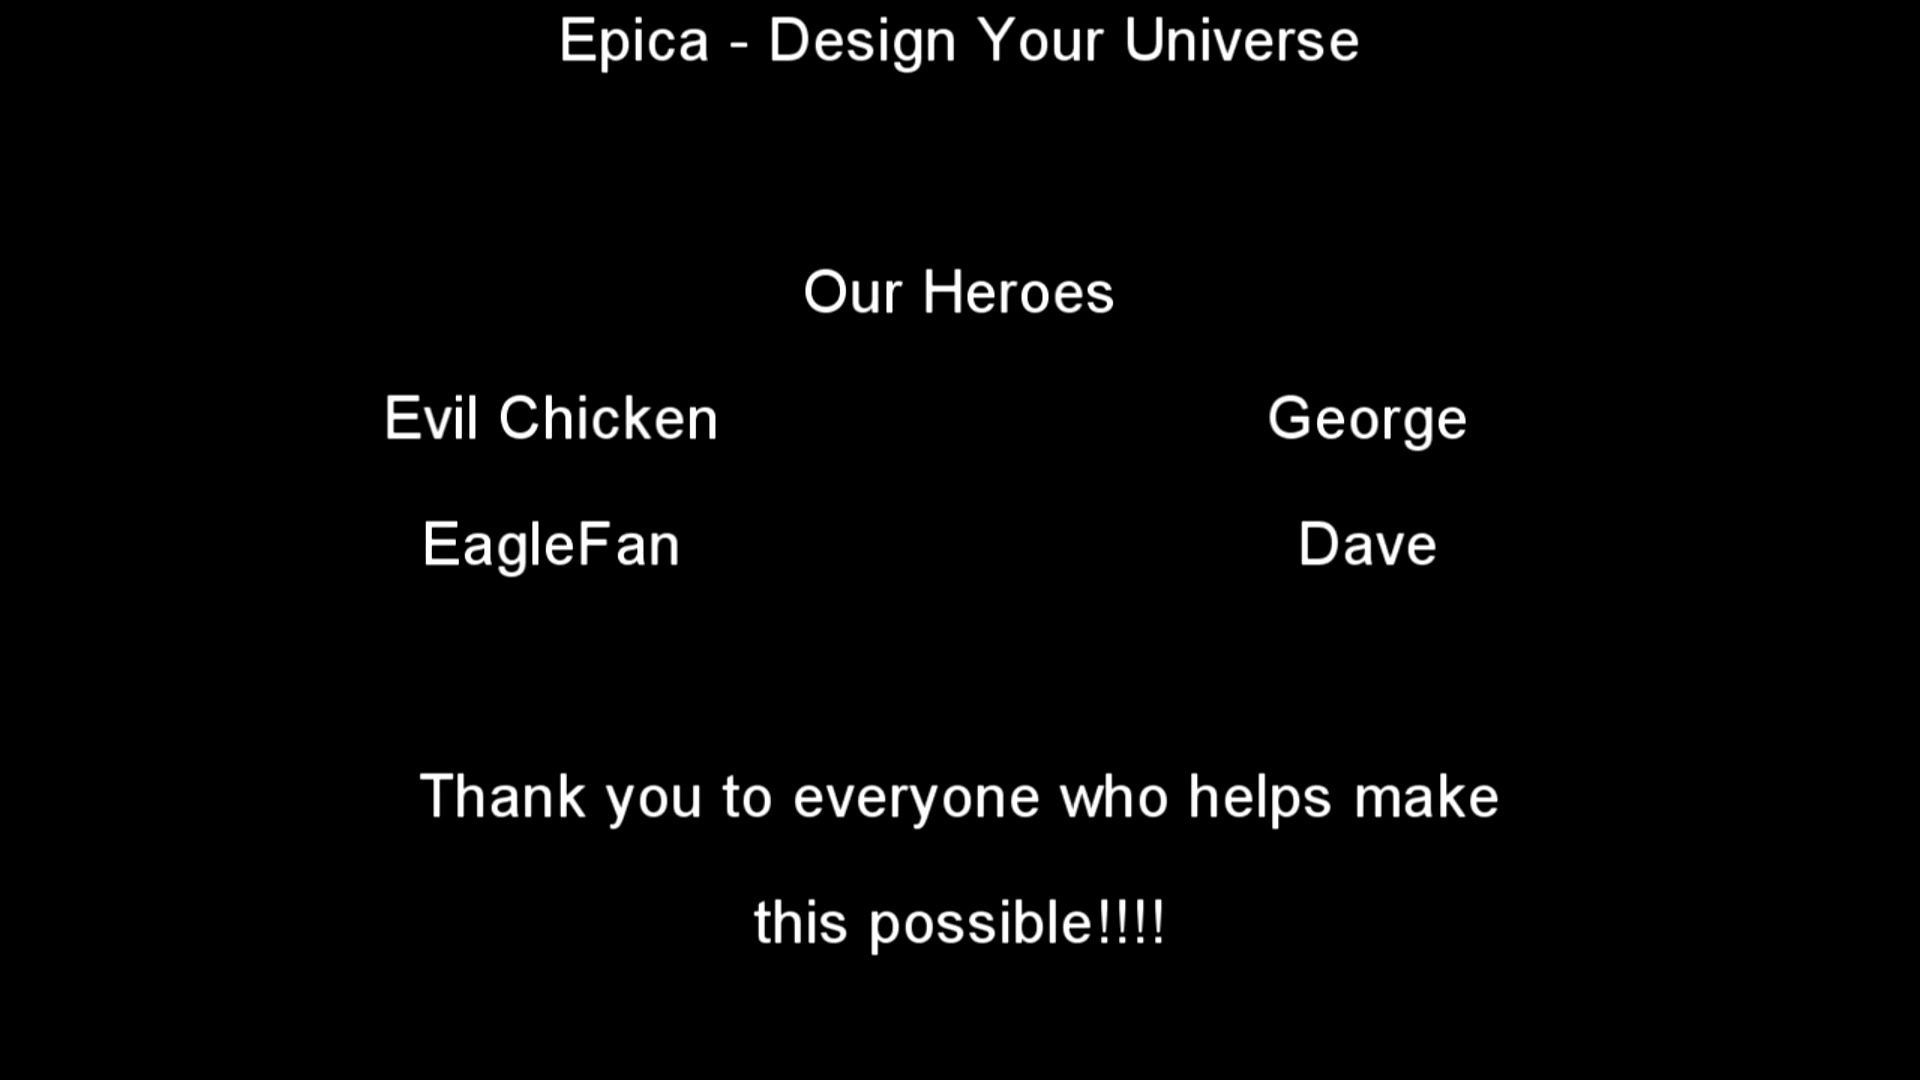 Epica - Design Your Universe
Our Heroes
Evil Chicken George
EagleFan Dave
Thank you to everyone who helps make
this possible!!!!